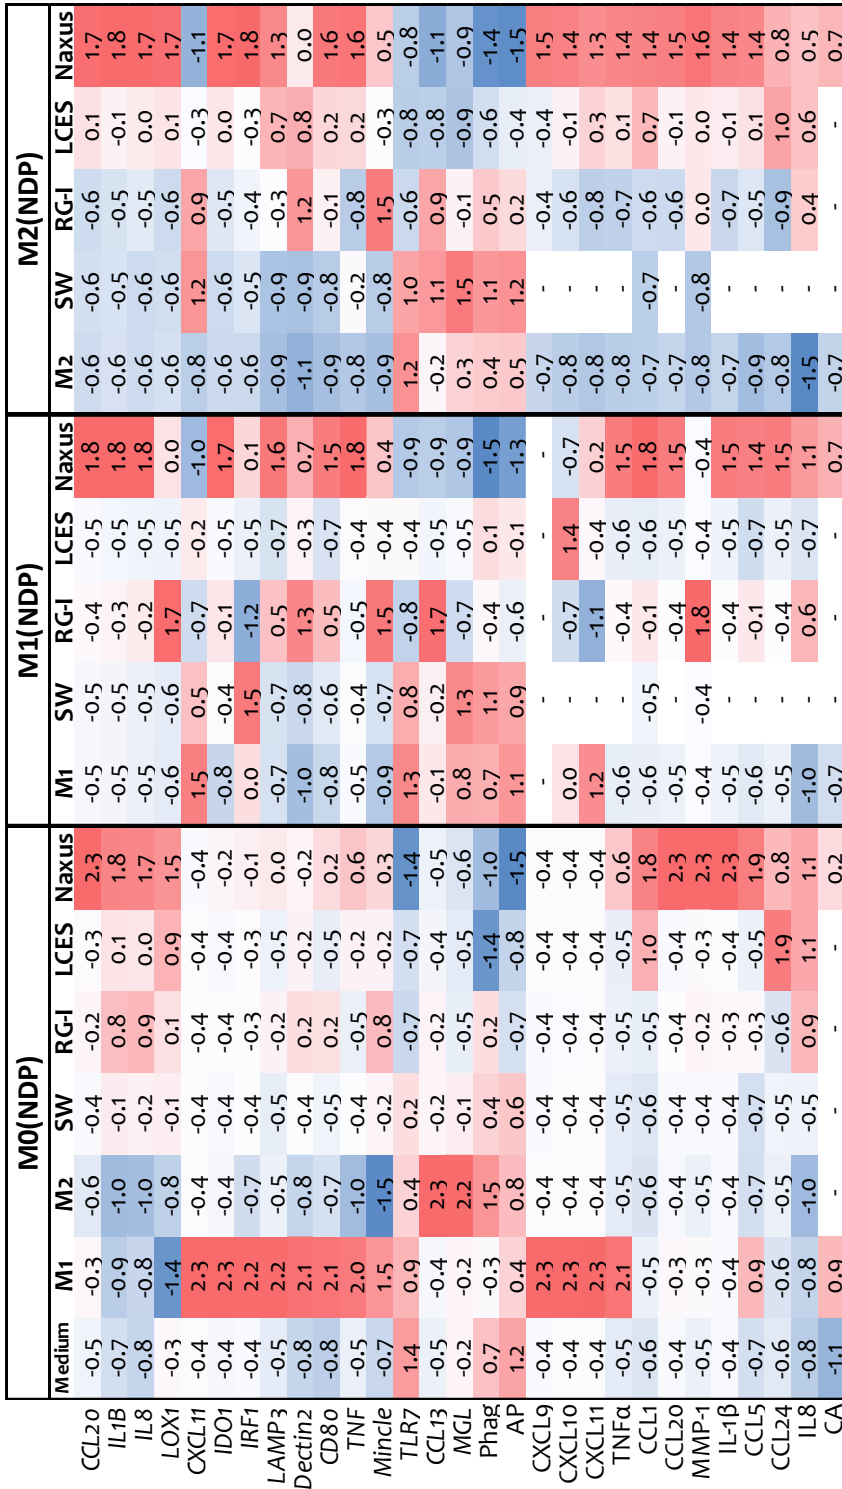 M0(NDP) M1(NDP) M2(NDP)
Medium M1 M2 SW RG-I LCES Naxus M1 SW RG-I LCES Naxus M2 SW RG-I LCES Naxus
CCL20 -0.5 -0.3 -0.6 -0.4 -0.2 -0.3 2.3 -0.5 -0.5 -0.4 -0.5 1.8 -0.6 -0.6 -0.6 0.1 1.7
IL1B -0.7 -0.9 -1.0 -0.1 0.8 0.1 1.8 -0.5 -0.5 -0.3 -0.5 1.8 -0.6 -0.5 -0.5 -0.1 1.8
IL8 -0.8 -0.8 -1.0 -0.2 0.9 0.0 1.7 -0.5 -0.5 -0.2 -0.5 1.8 -0.6 -0.6 -0.5 0.0 1.7
LOX1 -0.3 -1.4 -0.8 -0.1 0.1 0.9 1.5 -0.6 -0.6 1.7 -0.5 0.0 -0.6 -0.6 -0.6 0.1 1.7
CXCL11 -0.4 2.3 -0.4 -0.4 -0.4 -0.4 -0.4 1.5 0.5 -0.7 -0.2 -1.0 -0.8 1.2 0.9 -0.3 -1.1
IDO1 -0.4 2.3 -0.4 -0.4 -0.4 -0.4 -0.2 -0.8 -0.4 -0.1 -0.5 1.7 -0.6 -0.6 -0.5 0.0 1.7
IRF1 -0.4 2.2 -0.7 -0.4 -0.3 -0.3 -0.1 0.0 1.5 -1.2 -0.5 0.1 -0.6 -0.5 -0.4 -0.3 1.8
LAMP3 -0.5 2.2 -0.5 -0.5 -0.2 -0.5 0.0 -0.7 -0.7 0.5 -0.7 1.6 -0.9 -0.9 -0.3 0.7 1.3
Dectin2 -0.8 2.1 -0.8 -0.4 0.2 -0.2 -0.2 -1.0 -0.8 1.3 -0.3 0.7 -1.1 -0.9 1.2 0.8 0.0
CD80 -0.8 2.1 -0.7 -0.5 0.2 -0.5 0.2 -0.8 -0.6 0.5 -0.7 1.5 -0.9 -0.8 -0.1 0.2 1.6
TNF -0.5 2.0 -1.0 -0.4 -0.5 -0.2 0.6 -0.5 -0.4 -0.5 -0.4 1.8 -0.8 -0.2 -0.8 0.2 1.6
Mincle -0.7 1.5 -1.5 -0.2 0.8 -0.2 0.3 -0.9 -0.7 1.5 -0.4 0.4 -0.9 -0.8 1.5 -0.3 0.5
TLR7 1.4 0.9 0.4 0.2 -0.7 -0.7 -1.4 1.3 0.8 -0.8 -0.4 -0.9 1.2 1.0 -0.6 -0.8 -0.8
CCL13 -0.5 -0.4 2.3 -0.2 -0.2 -0.4 -0.5 -0.1 -0.2 1.7 -0.5 -0.9 -0.2 1.1 0.9 -0.8 -1.1
MGL -0.2 -0.2 2.2 -0.1 -0.5 -0.5 -0.6 0.8 1.3 -0.7 -0.5 -0.9 0.3 1.5 -0.1 -0.9 -0.9
Phag 0.7 -0.3 1.5 0.4 0.2 -1.4 -1.0 0.7 1.1 -0.4 0.1 -1.5 0.4 1.1 0.5 -0.6 -1.4
AP 1.2 0.4 0.8 0.6 -0.7 -0.8 -1.5 1.1 0.9 -0.6 -0.1 -1.3 0.5 1.2 0.2 -0.4 -1.5
CXCL9 -0.4 2.3 -0.4 -0.4 -0.4 -0.4 -0.4 - - - - - -0.7 - -0.4 -0.4 1.5
CXCL10 -0.4 2.3 -0.4 -0.4 -0.4 -0.4 -0.4 0.0 - -0.7 1.4 -0.7 -0.8 - -0.6 -0.1 1.4
CXCL11 -0.4 2.3 -0.4 -0.4 -0.4 -0.4 -0.4 1.2 - -1.1 -0.4 0.2 -0.8 - -0.8 0.3 1.3
TNFα -0.5 2.1 -0.5 -0.5 -0.5 -0.5 0.6 -0.6 - -0.4 -0.6 1.5 -0.8 - -0.7 0.1 1.4
CCL1 -0.6 -0.5 -0.6 -0.6 -0.5 1.0 1.8 -0.6 -0.5 -0.1 -0.6 1.8 -0.7 -0.7 -0.6 0.7 1.4
CCL20 -0.4 -0.3 -0.4 -0.4 -0.4 -0.4 2.3 -0.5 - -0.4 -0.5 1.5 -0.7 - -0.6 -0.1 1.5
MMP-1 -0.5 -0.3 -0.5 -0.4 -0.2 -0.3 2.3 -0.4 -0.4 1.8 -0.4 -0.4 -0.8 -0.8 0.0 0.0 1.6
IL-1β -0.4 -0.4 -0.4 -0.4 -0.3 -0.4 2.3 -0.5 - -0.4 -0.5 1.5 -0.7 - -0.7 -0.1 1.4
CCL5 -0.7 0.9 -0.7 -0.7 -0.3 -0.5 1.9 -0.6 - -0.1 -0.7 1.4 -0.9 - -0.5 0.1 1.4
CCL24 -0.6 -0.6 -0.5 -0.5 -0.6 1.9 0.8 -0.5 - -0.4 -0.5 1.5 -0.8 - -0.9 1.0 0.8
IL8 -0.8 -0.8 -1.0 -0.5 0.9 1.1 1.1 -1.0 - 0.6 -0.7 1.1 -1.5 - 0.4 0.6 0.5
CA -1.1 0.9 - - - - 0.2 -0.7 - - - 0.7 -0.7 - - - 0.7